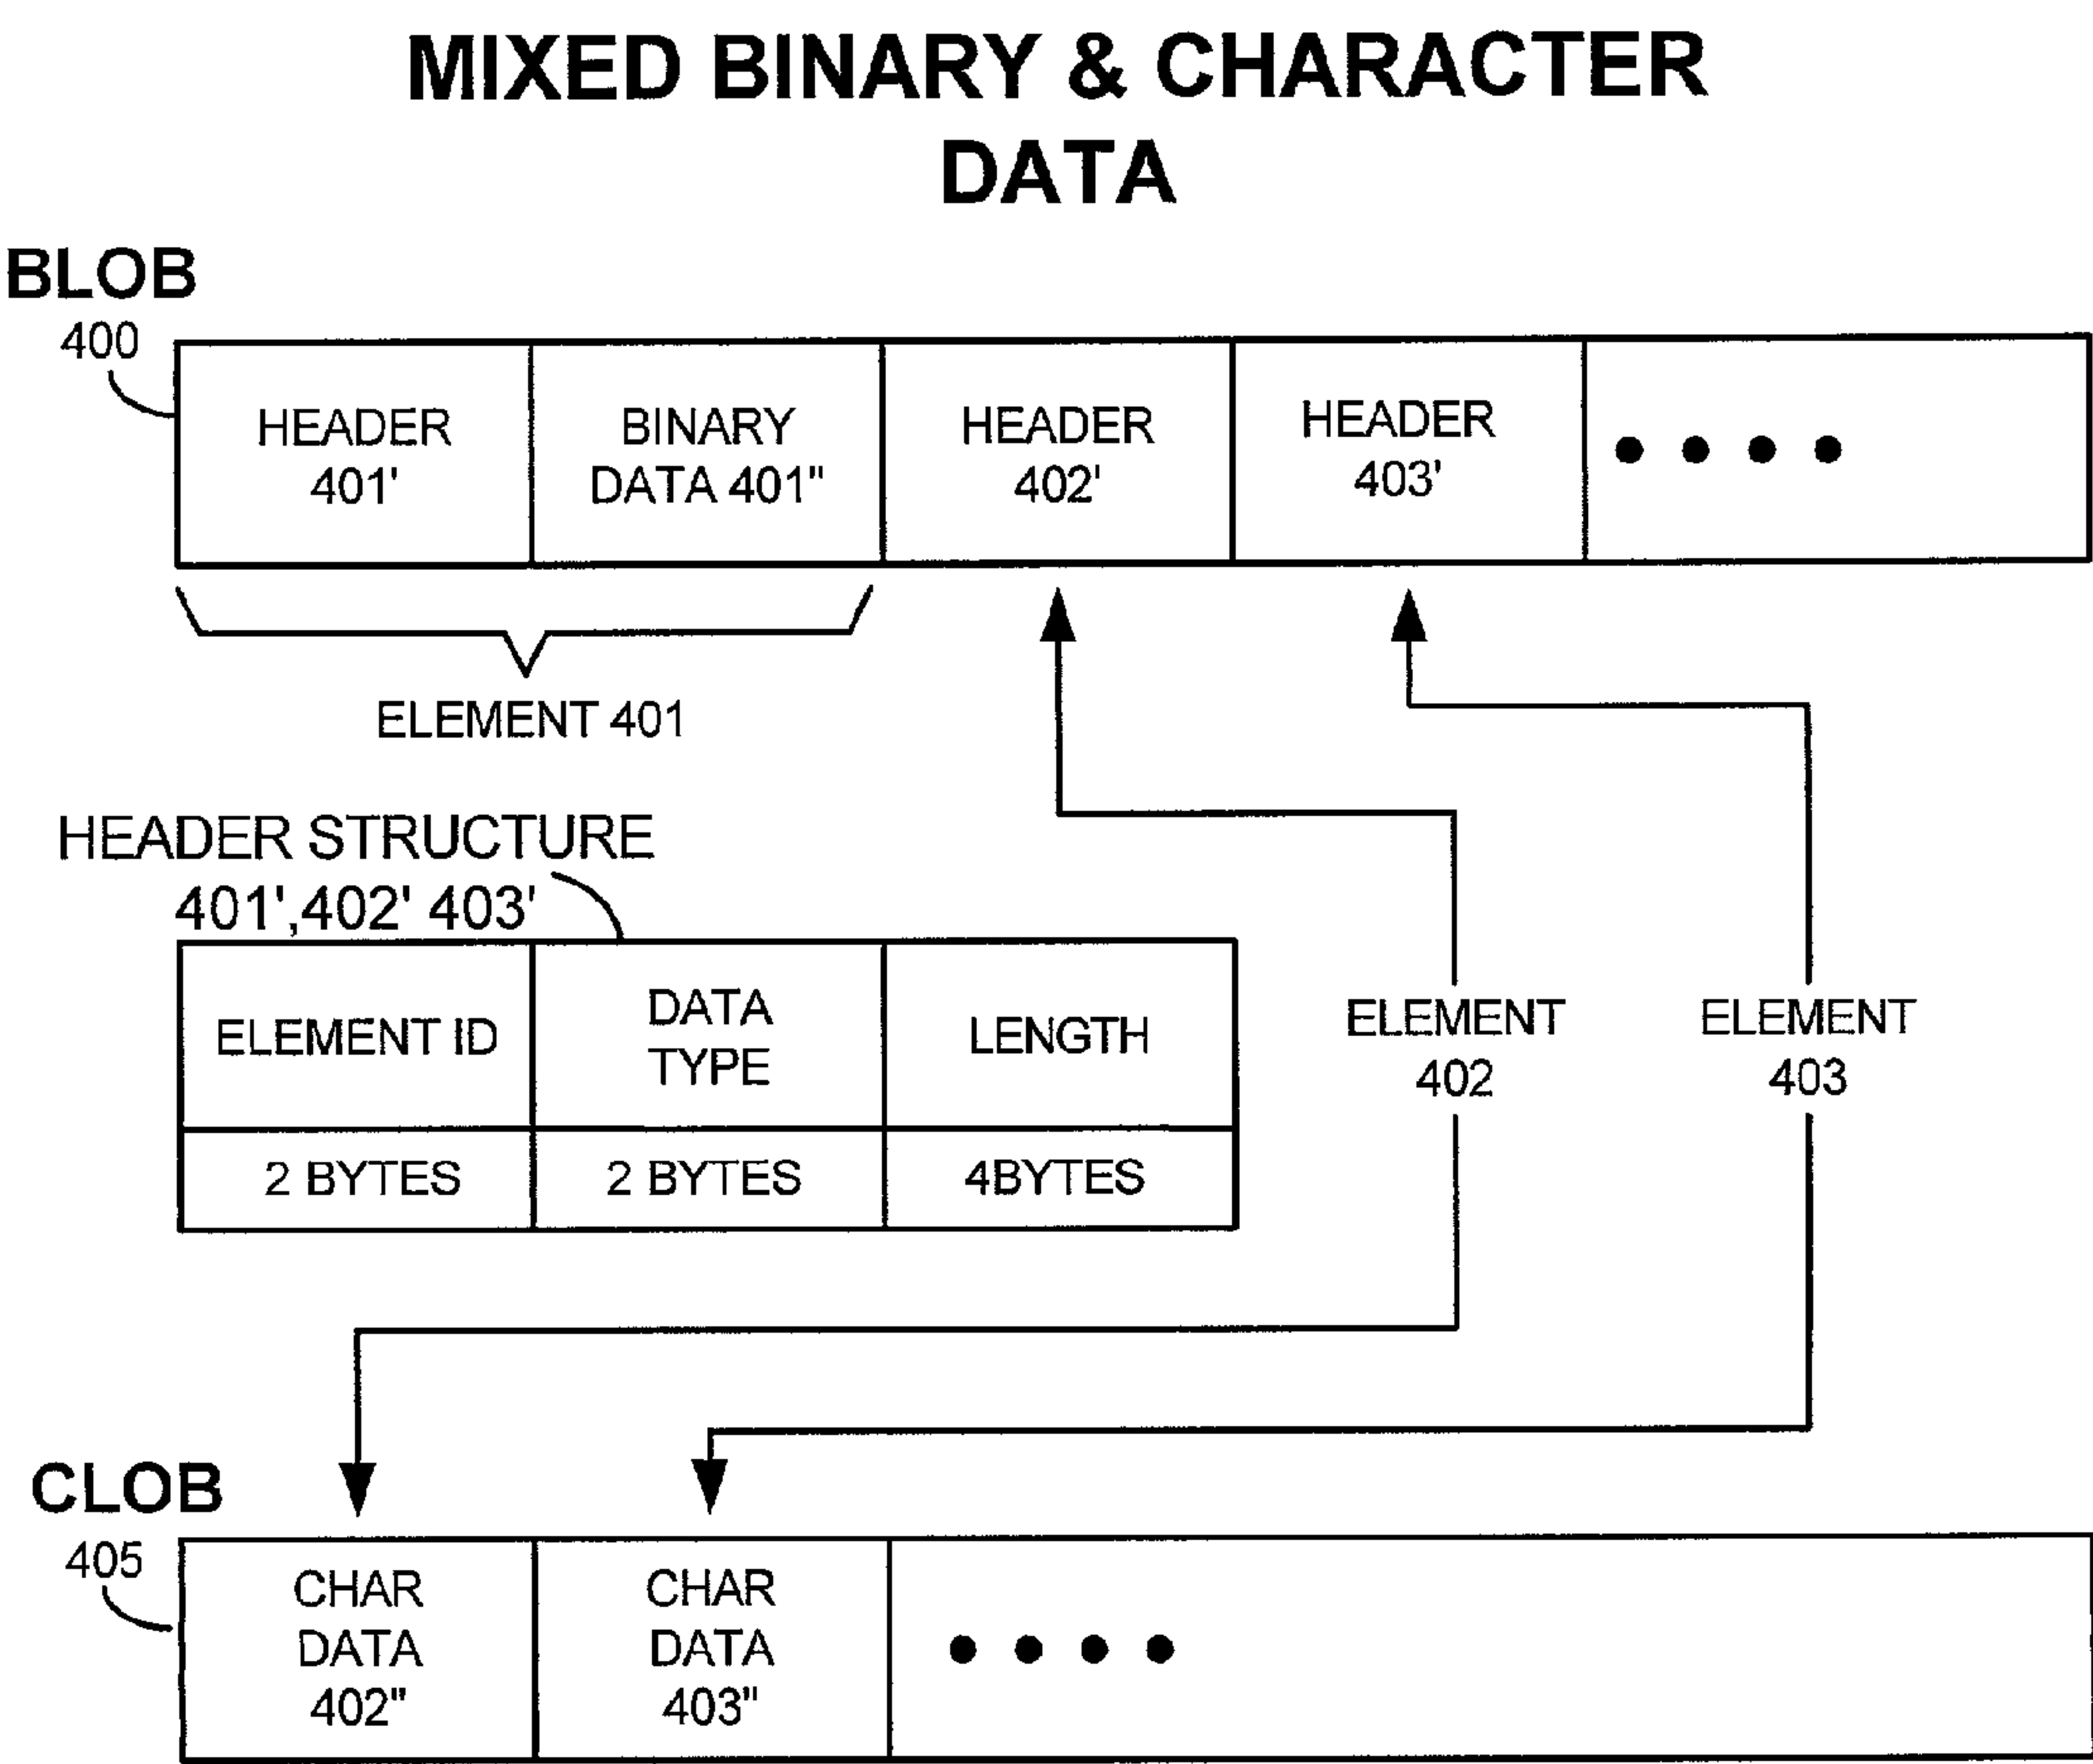 MIXED BINARY & CHARACTER
DATA
BLOB
400
HEADER
401'
BINARY
DATA 401"
HEADER
402'
HEADER
403'
ELEMENT 401
HEADER STRUCTURE
401',402' 403'
ELEMENT ID
DATA
TYPE
LENGTH
2 BYTES
2 BYTES
4BYTES
ELEMENT
402
ELEMENT
403
CLOB
405
CHAR
DATA
402"
CHAR
DATA
403"